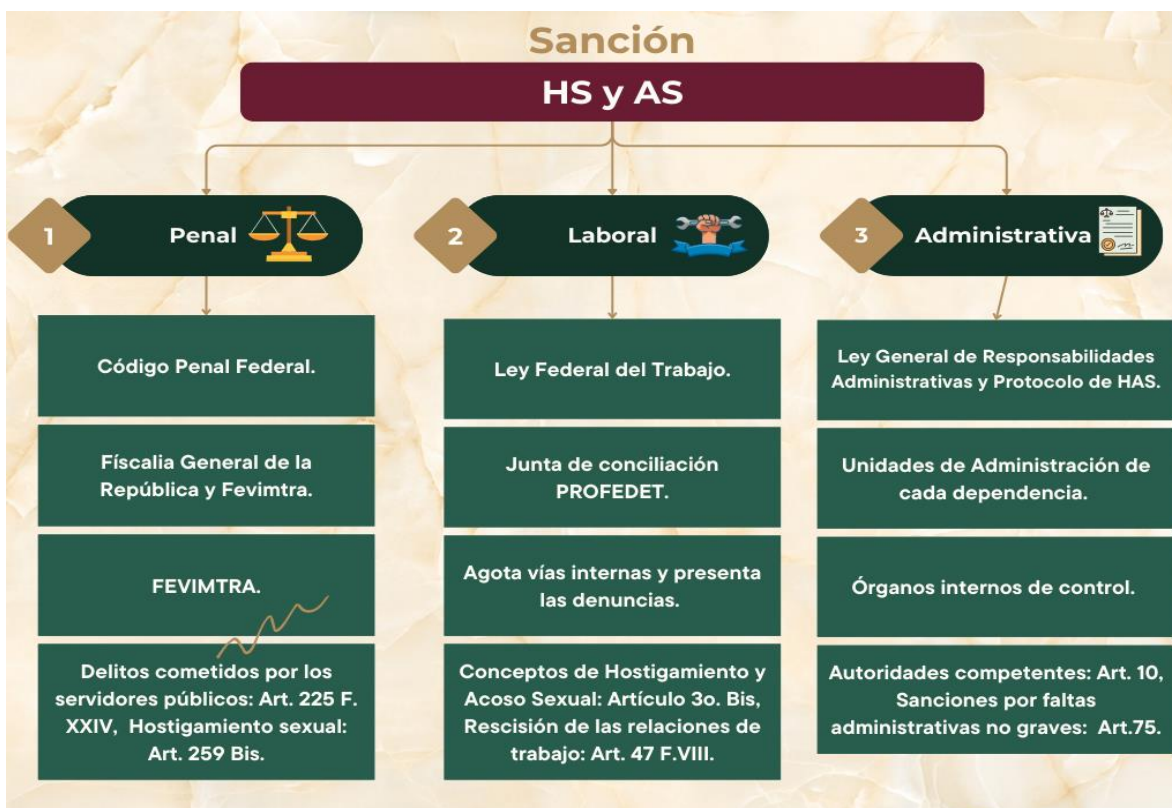 Sanción
HS y AS
1
Penal
Código Penal Federal.
Físcalia General de la
República y Fevimtra.
FEVIMTRA.
Delitos cometidos por los
servidores públicos: Art. 225 F.
XXIV, Hostigamiento sexual:
Art. 259 Bis.
2
Laboral
Ley Federal del Trabajo.
Junta de conciliación
PROFEDET.
Agota vías internas y presenta
las denuncias.
Conceptos de Hostigamiento y
Acoso Sexual: Artículo 3o. Bis,
Rescisión de las relaciones de
trabajo: Art. 47 F.VIII.
3
Administrativa
Ley General de Responsabilidades
Administrativas y Protocolo de HAS.
Unidades de Administración de
cada dependencia.
Órganos internos de control.
Autoridades competentes: Art. 10,
Sanciones por faltas
administrativas no graves: Art.75.